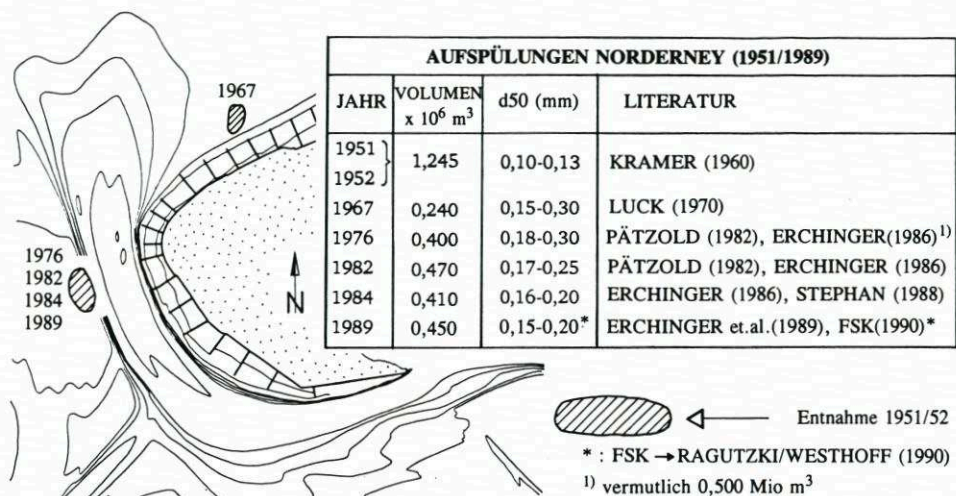 AUFSPÜLUNGEN NORDERNEY (1951/1989)
JAHR VOLUMEN x 10⁶ m³ d50 (mm) LITERATUR
1951 1952 } 1,245 0,10-0,13 KRAMER (1960)
1967 0,240 0,15-0,30 LUCK (1970)
1976 0,400 0,18-0,30 PÄTZOLD (1982), ERCHINGER(1986)¹⁾
1982 0,470 0,17-0,25 PÄTZOLD (1982), ERCHINGER (1986)
1984 0,410 0,16-0,20 ERCHINGER (1986), STEPHAN (1988)
1989 0,450 0,15-0,20* ERCHINGER et.al.(1989), FSK(1990)*
1967
1976
1982
1984
1989
N
Entnahme 1951/52
* : FSK → RAGUTZKI/WESTHOFF (1990)
¹⁾ vermutlich 0,500 Mio m³